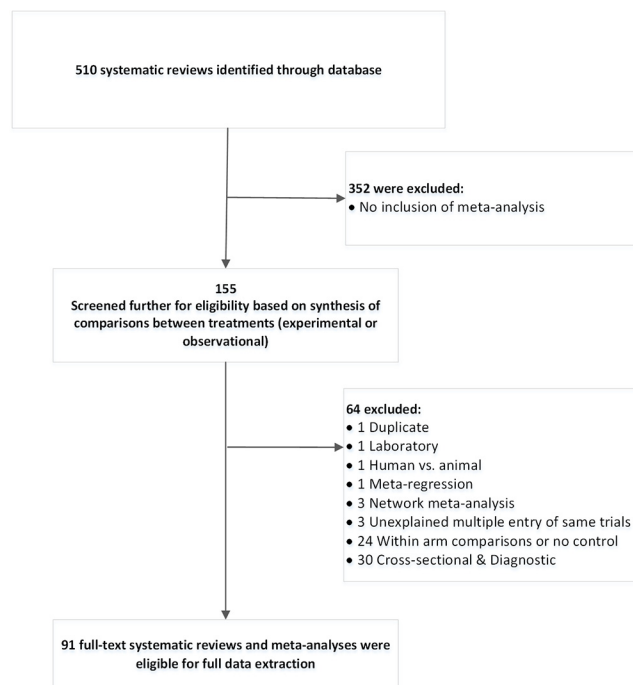 510 systematic reviews identified through database
352 were excluded:
• No inclusion of meta-analysis
155
Screened further for eligibility based on synthesis of
comparisons between treatments (experimental or
observational)
64 excluded:
• 1 Duplicate
• 1 Laboratory
• 1 Human vs. animal
• 1 Meta-regression
• 3 Network meta-analysis
• 3 Unexplained multiple entry of same trials
• 24 Within arm comparisons or no control
• 30 Cross-sectional & Diagnostic
91 full-text systematic reviews and meta-analyses were
eligible for full data extraction